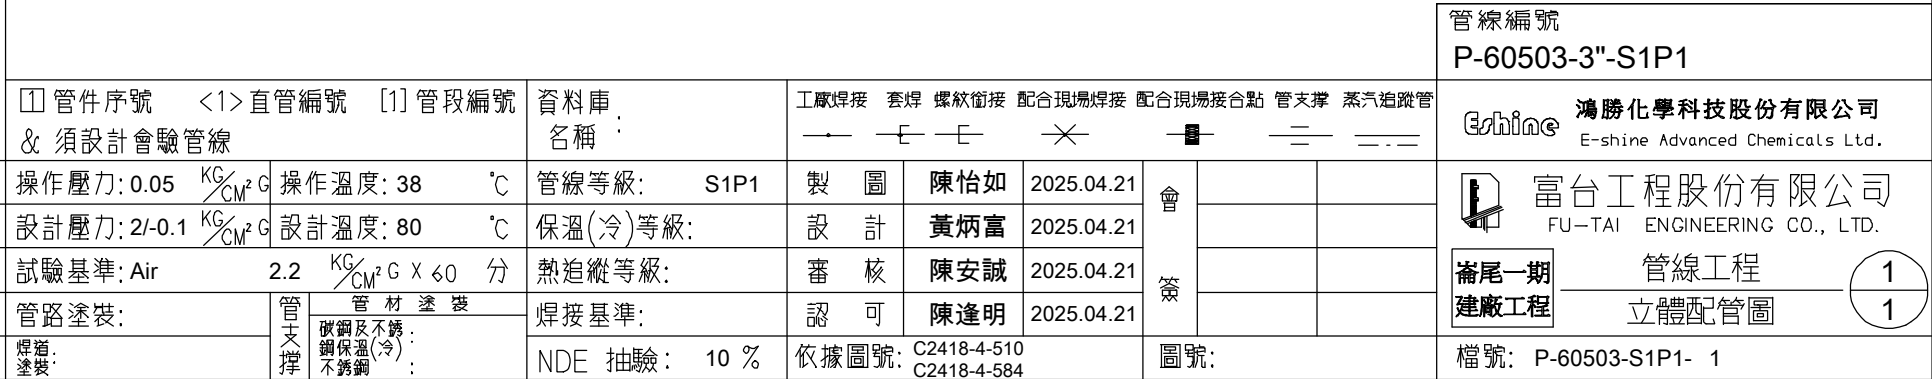 管線編號
P-60503-3"-S1P1
1 管件序號 <1>直管編號 [1]管段編號
& 須設計會驗管線
資料庫
名稱 :
工廠焊接 套焊 螺紋銜接 配合現場焊接 配合現場接合點 管支撐 蒸汽追蹤管
Eshine 鴻勝化學科技股份有限公司
E-shine Advanced Chemicals Ltd.
操作壓力: 0.05 KG/CM² G 操作溫度: 38 °C 管線等級: S1P1 製圖 陳怡如 2025.04.21
設計壓力: 2/-0.1 KG/CM² G 設計溫度: 80 °C 保溫(冷)等級: 設計 黃炳富 2025.04.21
試驗基準: Air 2.2 KG/CM² G X 60 分 熱追縱等級: 審核 陳安誠 2025.04.21
管路塗裝: 管支撐 管材塗裝 焊接基準: 認可 陳逢明 2025.04.21
會簽
富台工程股份有限公司
FU-TAI ENGINEERING CO., LTD.
崙尾一期
建廠工程
管線工程
立體配管圖
1
1
焊道
塗裝:
碳鋼及不銹 :
鋼保溫(冷)
不銹鋼 :
NDE 抽驗: 10 %
依據圖號: C2418-4-510
C2418-4-584
圖號:
檔號: P-60503-S1P1- 1